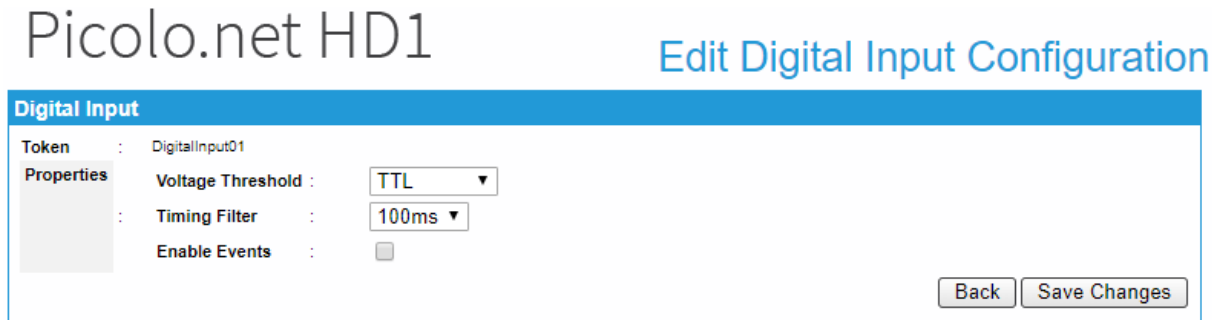 Picolo.net HD1
Edit Digital Input Configuration
Digital Input
Token : DigitalInput01
Properties : Voltage Threshold : TTL
Timing Filter : 100ms
Enable Events :
Back Save Changes